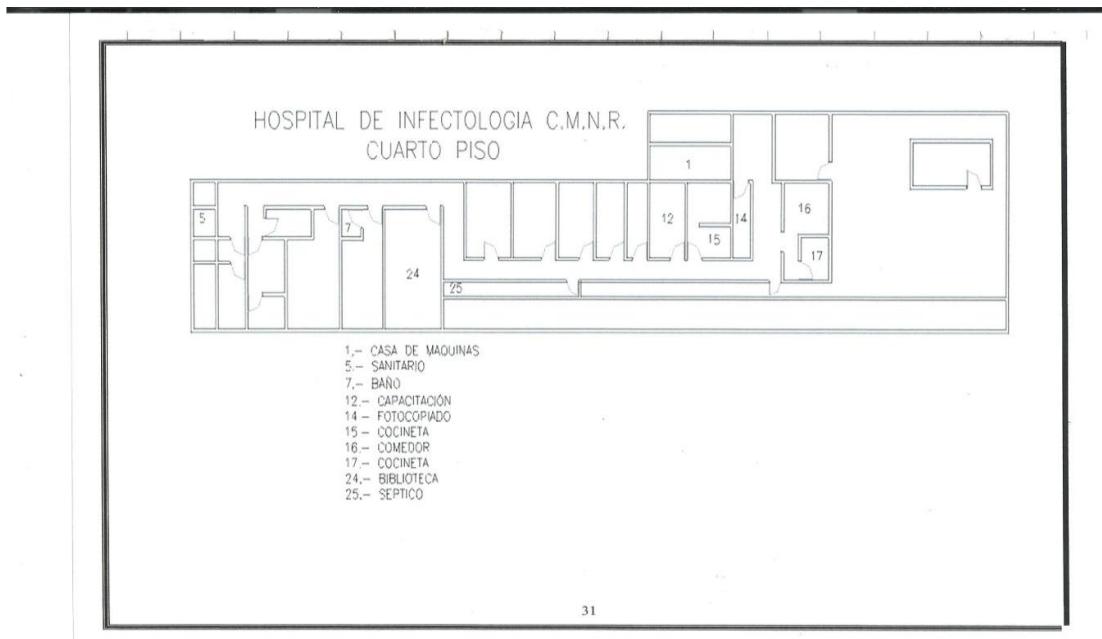 HOSPITAL DE INFECTOLOGIA C.M.N.R.
CUARTO PISO
1
5
7
12
14
15
16
17
24
25
1,- CASA DE MAQUINAS
5.- SANITARIO
7,- BAÑO
12.- CAPACITACIÓN
14 - FOTOCOPIADO
15 - COCINETA
16.- COMEDOR
17.- COCINETA
24.- BIBLIOTECA
25.- SEPTICO
31